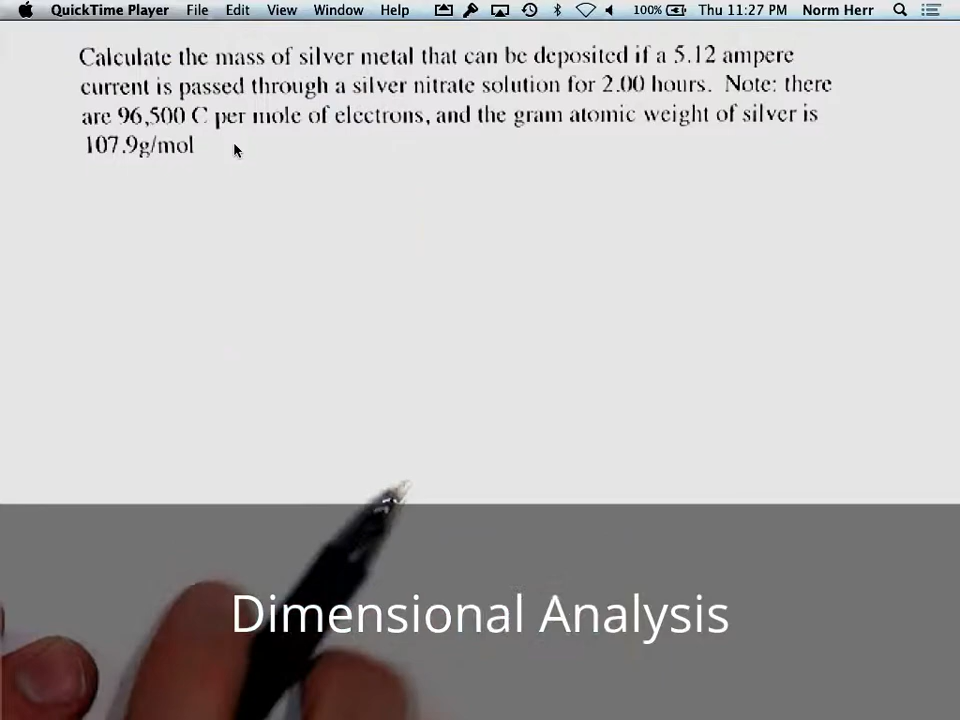 QuickTime Player File Edit View Window Help 100% Thu 11:27 PM Norm Herr
Calculate the mass of silver metal that can be deposited if a 5.12 ampere
current is passed through a silver nitrate solution for 2.00 hours. Note: there
are 96,500 C per mole of electrons, and the gram atomic weight of silver is
107.9g/mol
Dimensional Analysis